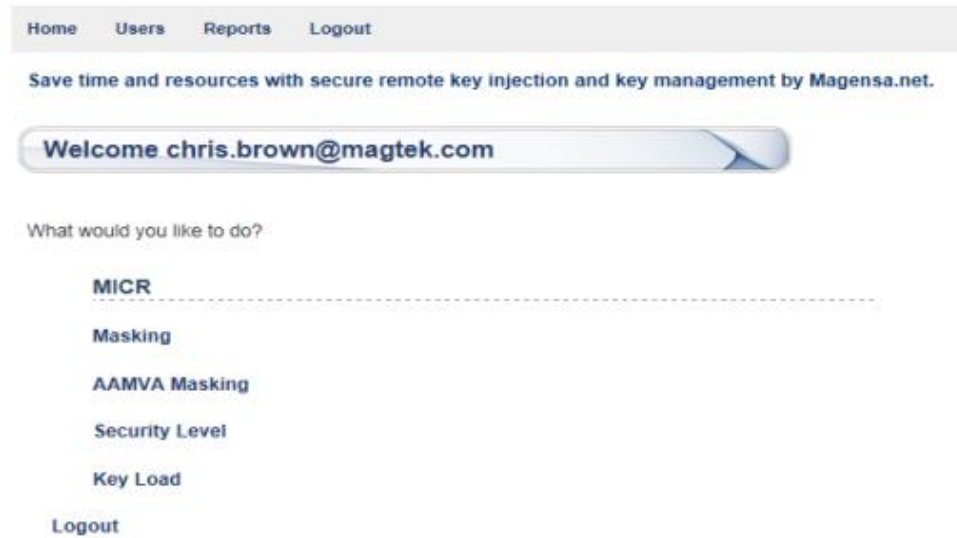 Home Users Reports Logout
Save time and resources with secure remote key injection and key management by Magensa.net.
Welcome chris.brown@magtek.com
What would you like to do?
MICR
Masking
AAMVA Masking
Security Level
Key Load
Logout